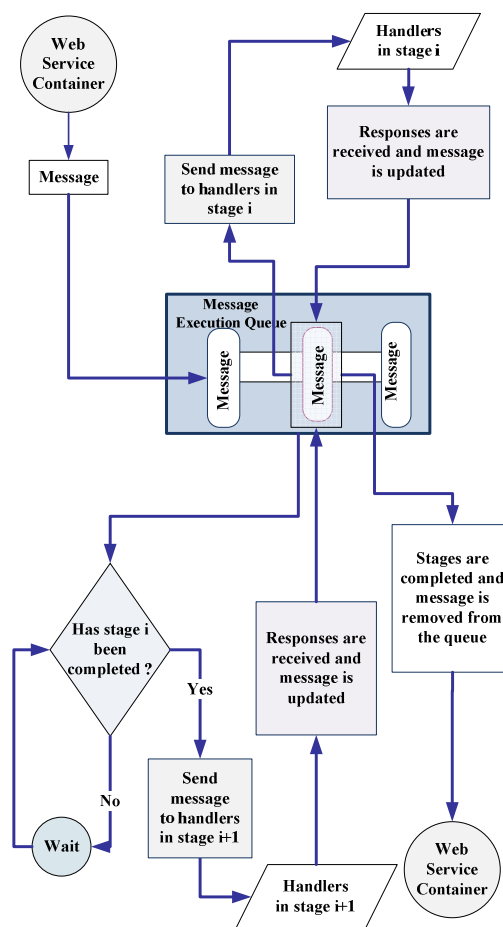 Web
Service
Container
Message
Send message
to handlers in
stage i
Handlers
in stage i
Responses are
received and message
is updated
Message
Execution Queue
Message
Message
Message
Has stage i
been
completed ?
Yes
No
Wait
Send
message
to handlers
in stage i+1
Handlers
in stage i+1
Responses are
received and
message is
updated
Stages are
completed and
message is
removed from
the queue
Web
Service
Container